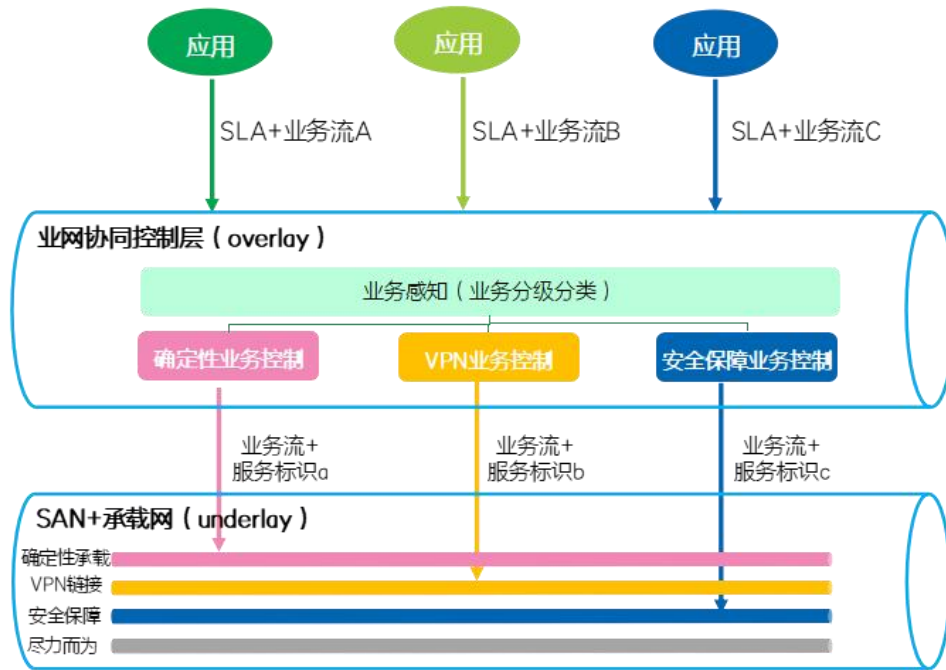 应用
应用
应用
SLA+业务流A
SLA+业务流B
SLA+业务流C
业网协同控制层（overlay）
业务感知（业务分级分类）
确定性业务控制
VPN业务控制
安全保障业务控制
业务流+
服务标识a
业务流+
服务标识b
业务流+
服务标识c
SAN+承载网（underlay）
确定性承载
VPN链接
安全保障
尽力而为